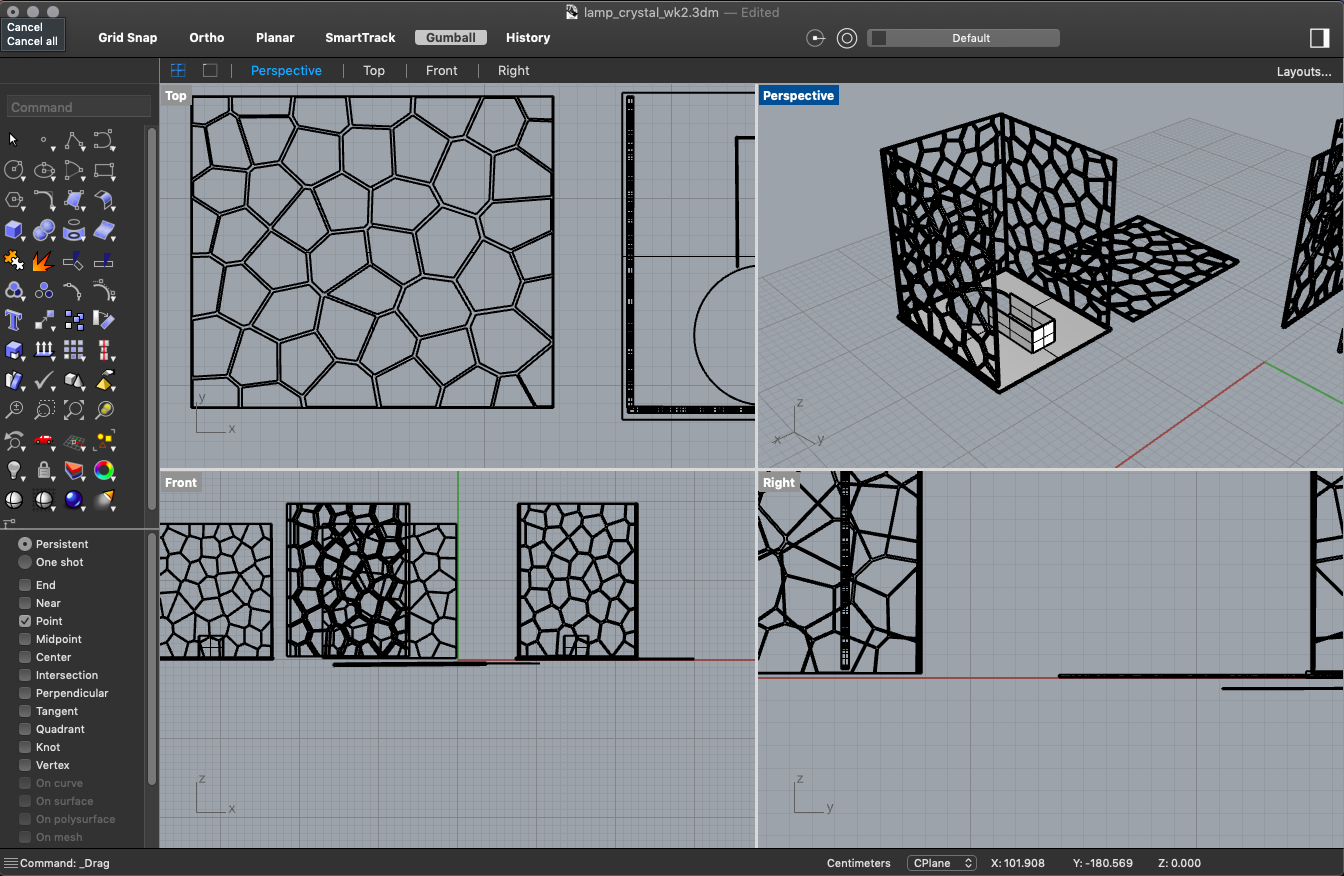 lamp_crystal_wk2.3dm — Edited
Cancel
Cancel all
Grid Snap Ortho Planar SmartTrack Gumball History Default
Perspective Top Front Right Layouts...
Command
Top
y
x
Perspective
z
x
y
Front
z
x
Right
z
y
Persistent
One shot
End
Near
Point
Midpoint
Center
Intersection
Perpendicular
Tangent
Quadrant
Knot
Vertex
On curve
On surface
On polysurface
On mesh
Command: _Drag Centimeters CPlane X: 101.908 Y: -180.569 Z: 0.000